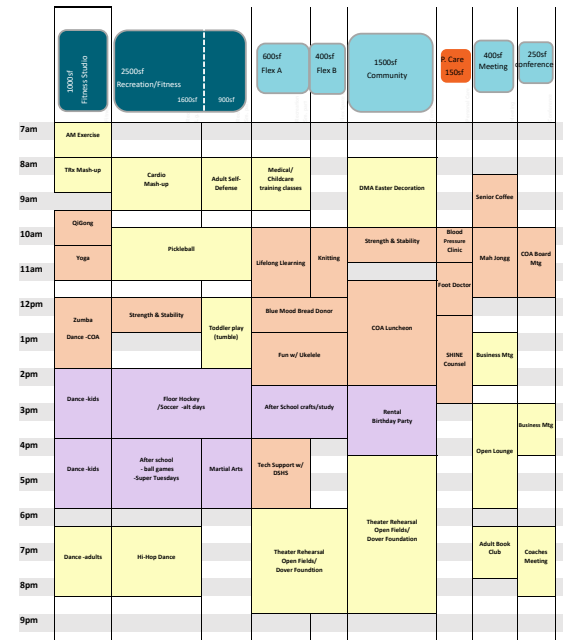 1000sf
Fitness Studio
2500sf
Recreation/Fitness
1600sf
900sf
600sf
Flex A
400sf
Flex B
1500sf
Community
P. Care
150sf
400sf
Meeting
250sf
conference
7am
AM Exercise
8am
TRx Mash-up
Cardio
Mash-up
Adult Self-
Defense
Medical/
Childcare
training classes
DMA Easter Decoration
9am
Senior Coffee
QiGong
10am
Pickleball
Lifelong Llearning
Knitting
Strength & Stability
Blood
Pressure
Clinic
Mah Jongg
COA Board
Mtg
Yoga
11am
Foot Doctor
12pm
Zumba
Dance -COA
Strength & Stability
Toddler play
(tumble)
Blue Mood Bread Donor
COA Luncheon
1pm
Fun w/ Ukelele
SHINE
Counsel
Business Mtg
2pm
Dance -kids
Floor Hockey
/Soccer -alt days
After School crafts/study
Rental
Birthday Party
3pm
Business Mtg
4pm
Dance -kids
After school
- ball games
-Super Tuesdays
Martial Arts
Tech Support w/
DSHS
Open Lounge
5pm
6pm
Theater Rehearsal
Open Fields/
Dover Foundtion
Theater Rehearsal
Open Fields/
Dover Foundation
7pm
Dance -adults
Hi-Hop Dance
Adult Book
Club
Coaches
Meeting
8pm
9pm